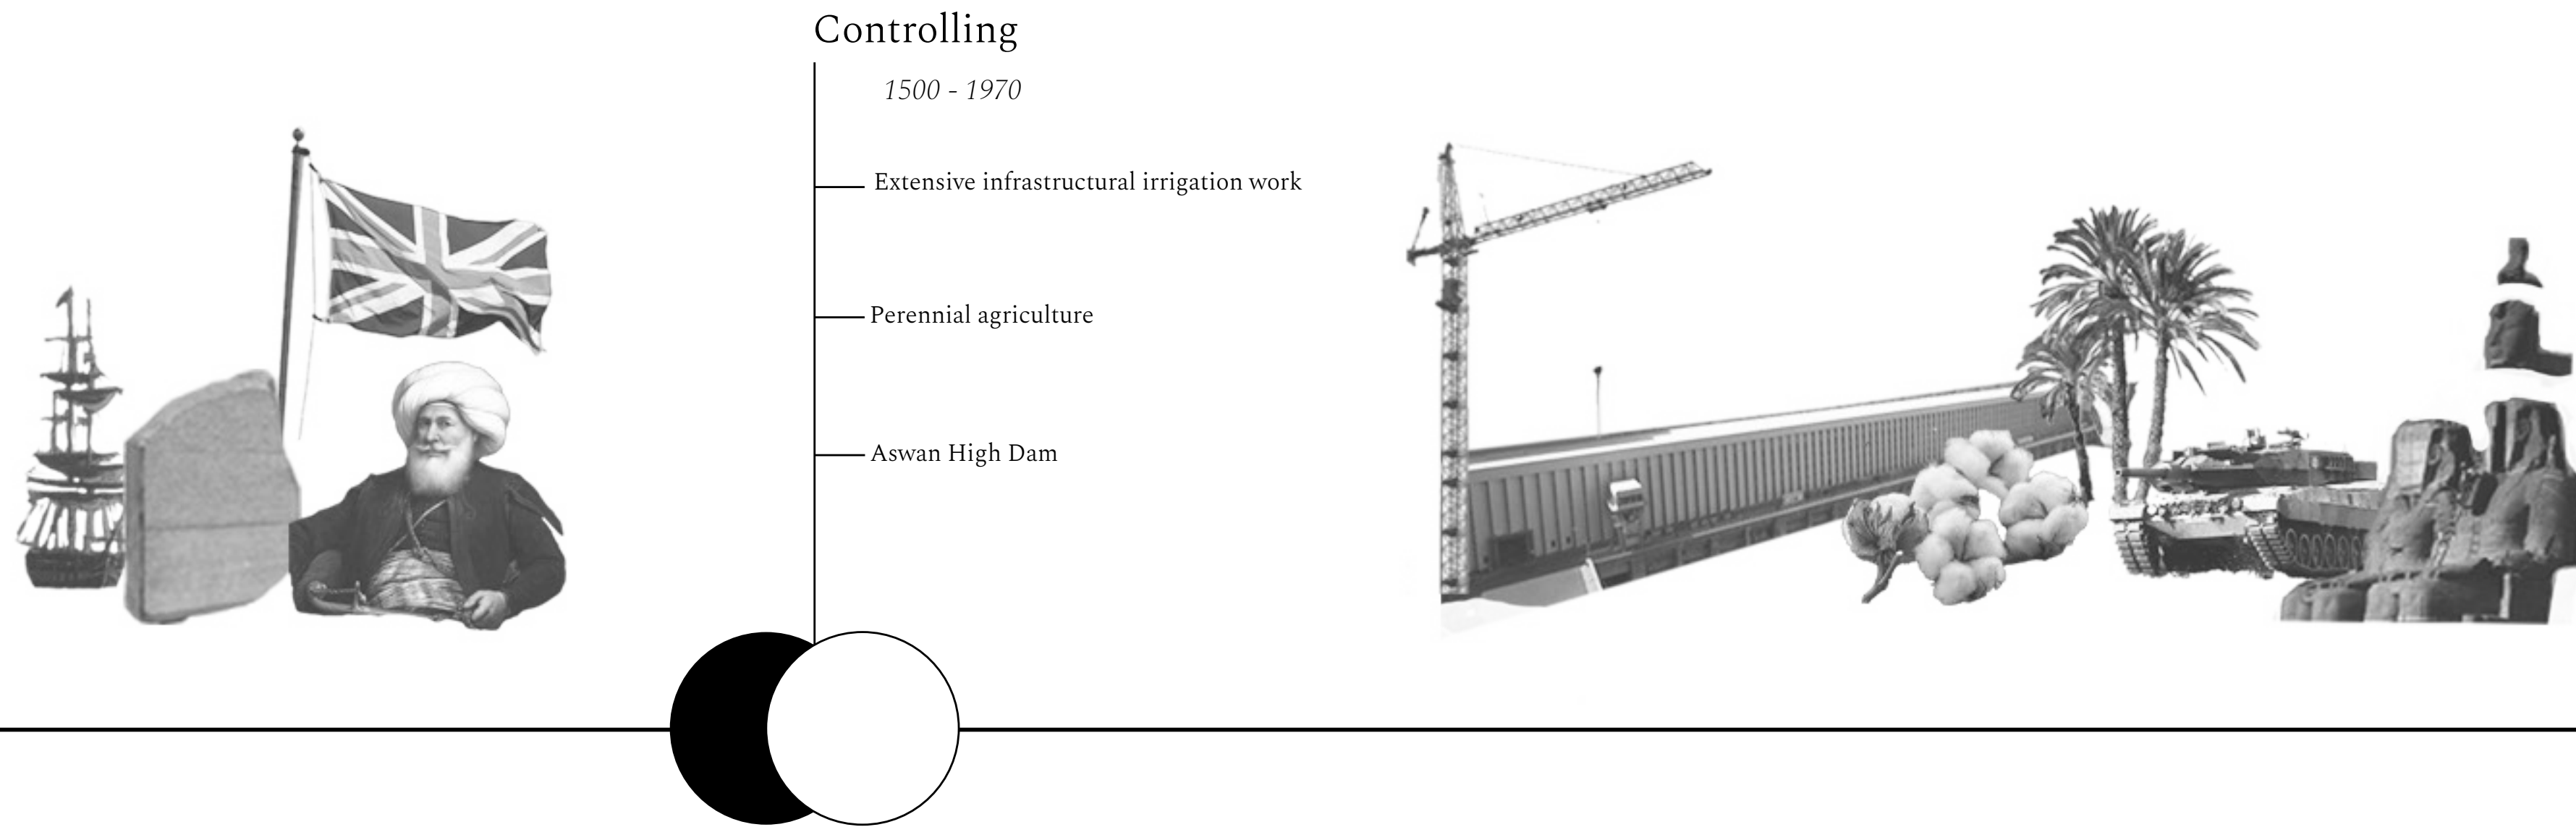 Controlling
1500 - 1970
Extensive infrastructural irrigation work
Perennial agriculture
Aswan High Dam